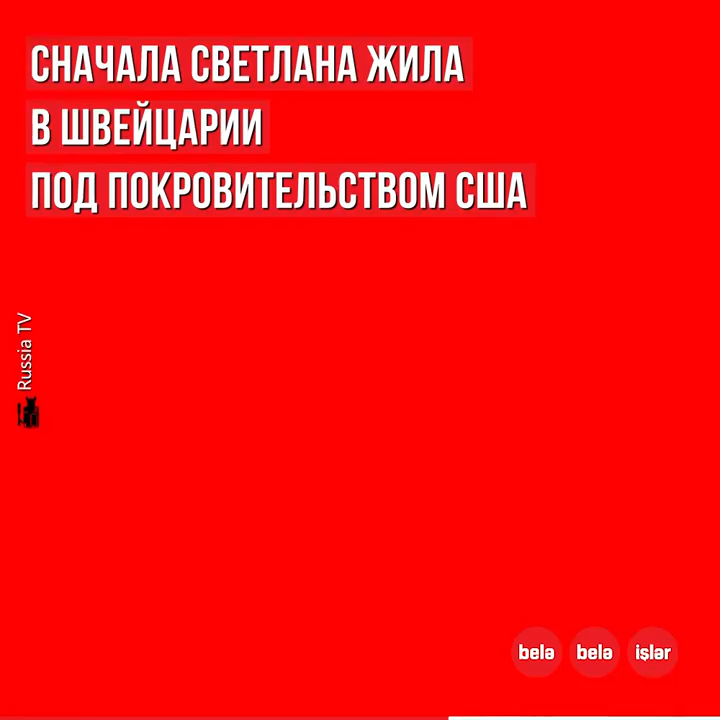 СНАЧАЛА СВЕТЛАНА ЖИЛА
В ШВЕЙЦАРИИ
ПОД ПОКРОВИТЕЛЬСТВОМ США
Russia TV
belə belə işlər